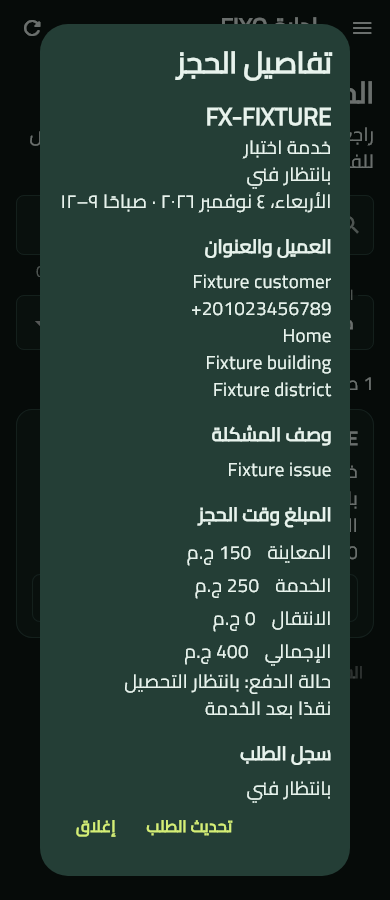 إدارة FIXO
تفاصيل الحجز
FX-FIXTURE
خدمة اختبار
بانتظار فني
الأربعاء، ٤ نوفمبر ٢٠٢٦ · صباحًا ٩–١٢
العميل والعنوان
Fixture customer
+201023456789
Home
Fixture building
Fixture district
وصف المشكلة
Fixture issue
المبلغ وقت الحجز
المعاينة 150 ج.م
الخدمة 250 ج.م
الانتقال 0 ج.م
الإجمالي 400 ج.م
حالة الدفع: بانتظار التحصيل
نقدًا بعد الخدمة
سجل الطلب
بانتظار فني
تحديث الطلب
إغلاق